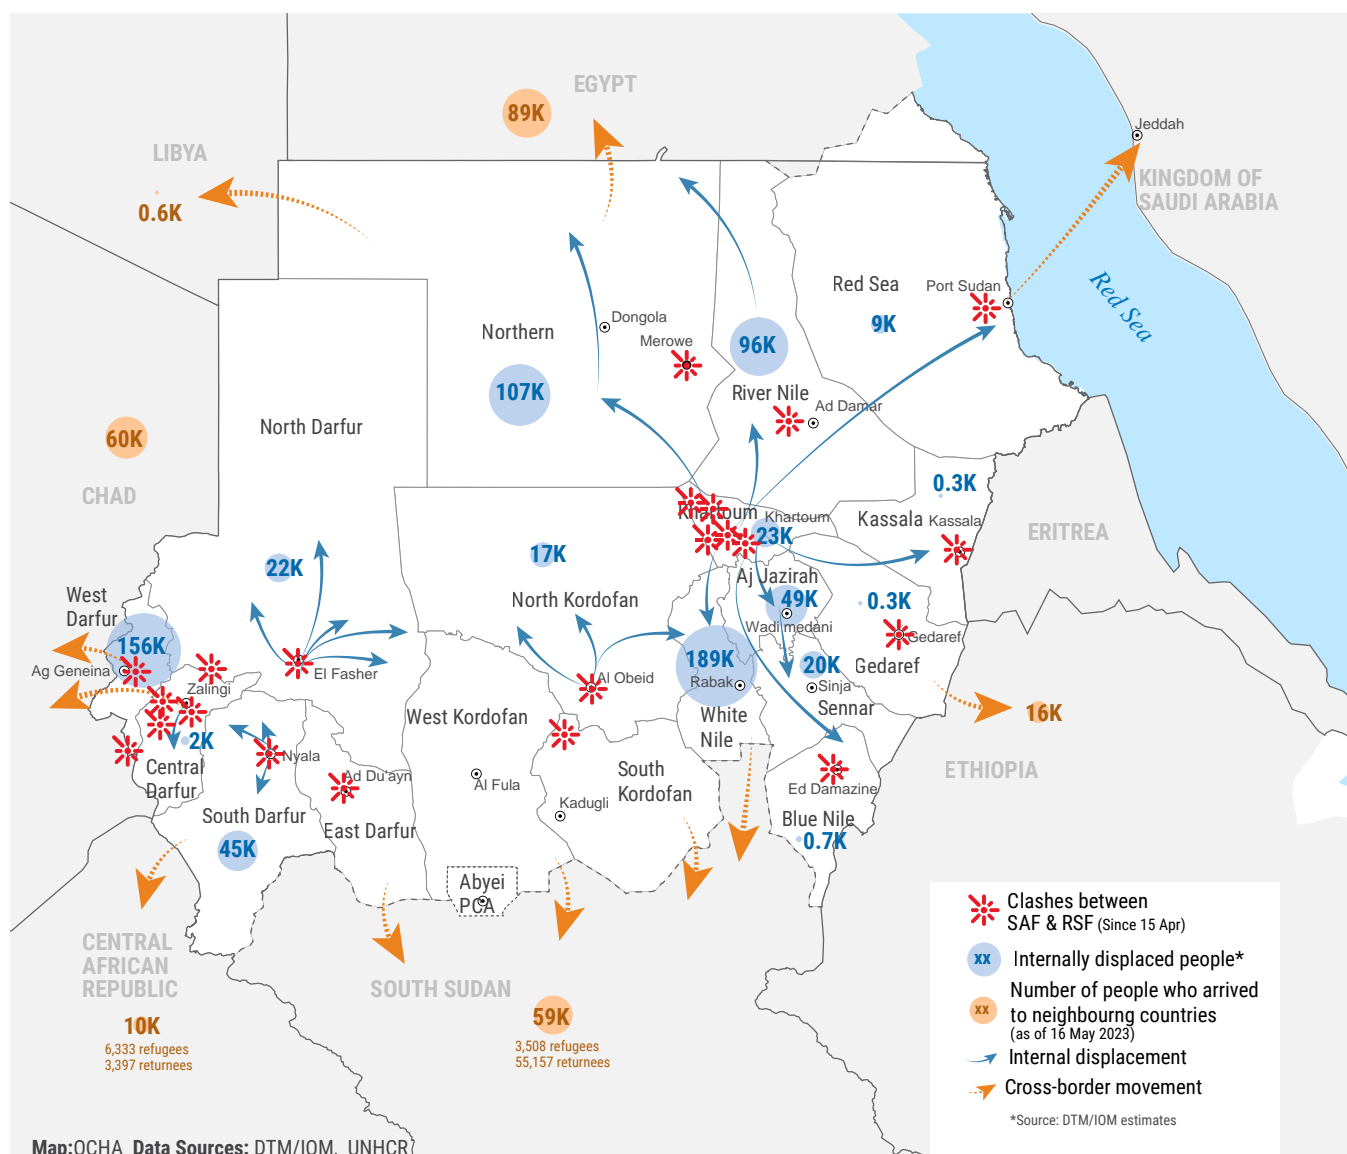 EGYPT
89K
LIBYA
0.6K
Jeddah
KINGDOM OF
SAUDI ARABIA
Red Sea
Red Sea
Port Sudan
9K
Northern
Dongola
Merowe
107K
96K
River Nile
Ad Damar
North Darfur
60K
CHAD
0.3K
Kassala
Kassala
ERITREA
Khartoum
Khartoum
23K
17K
North Kordofan
22K
West
Darfur
156K
Ag Geneina
Zalingi
El Fasher
Al Obeid
Aj Jazirah
49K
Wadi medani
0.3K
Gedaref
Gedaref
189K
Rabak
20K
Sinja
Sennar
White
Nile
16K
ETHIOPIA
2K
Central
Darfur
Nyala
West Kordofan
Ad Du'ayn
Al Fula
South
Kordofan
Kadugli
Ed Damazine
Blue Nile
0.7K
South Darfur
45K
East Darfur
Abyei
PCA
CENTRAL
AFRICAN
REPUBLIC
10K
6,333 refugees
3,397 returnees
SOUTH SUDAN
59K
3,508 refugees
55,157 returnees
Clashes between
SAF & RSF (Since 15 Apr)
xx
Internally displaced people*
xx
Number of people who arrived
to neighbourng countries
(as of 16 May 2023)
Internal displacement
Cross-border movement
*Source: DTM/IOM estimates
Map:OCHA Data Sources: DTM/IOM, UNHCR